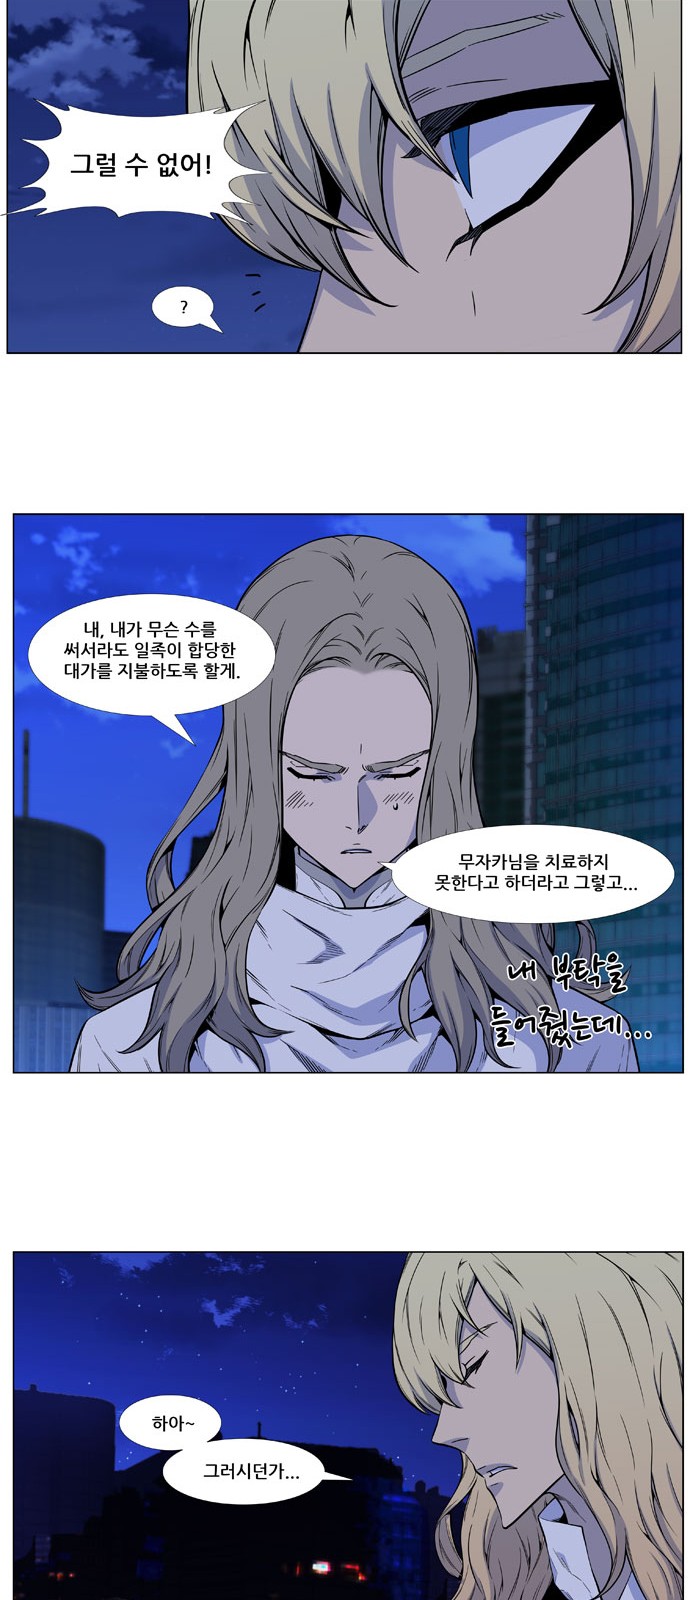 그럴 수 없어!
?
내, 내가 무슨 수를
써서라도 일족이 합당한
대가를 지불하도록 할게.
무자카님을 치료하지
못한다고 하더라고 그렇고...
내 부탁을
들어줬는데...
하아~
그러시던가...